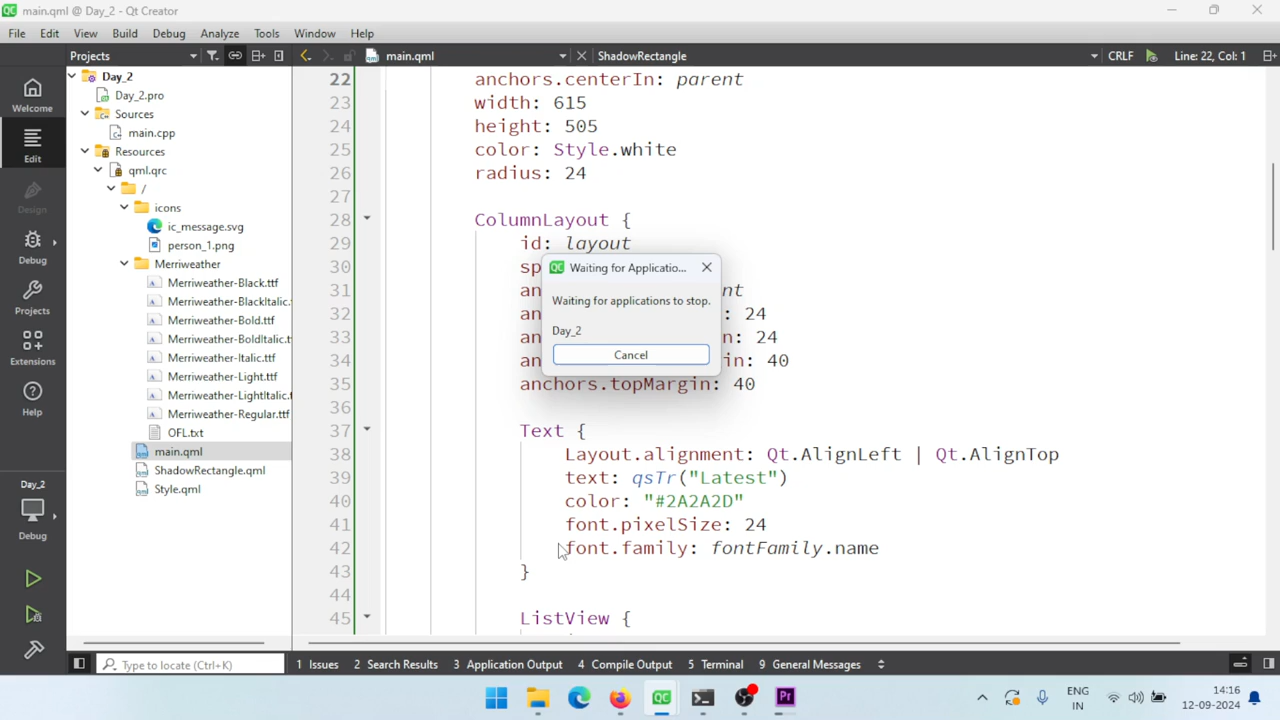 main.qml @ Day_2 - Qt Creator
File Edit View Build Debug Analyze Tools Window Help
Projects main.qml ShadowRectangle CRLF Line: 22, Col: 1
Welcome
Edit
Design
Debug
Projects
Extensions
Help
Day_2
Debug
Day_2
Day_2.pro
Sources
main.cpp
Resources
qml.qrc
/
icons
ic_message.svg
person_1.png
Merriweather
Merriweather-Black.ttf
Merriweather-BlackItalic.
Merriweather-Bold.ttf
Merriweather-BoldItalic.t
Merriweather-Italic.ttf
Merriweather-Light.ttf
Merriweather-LightItalic.t
Merriweather-Regular.ttf
OFL.txt
main.qml
ShadowRectangle.qml
Style.qml
22 anchors.centerIn: parent
23 width: 615
24 height: 505
25 color: Style.white
26 radius: 24
27
28 ColumnLayout {
29 id: layout
30 sp
31 an nt
32 an : 24
33 an n: 24
34 an in: 40
35 anchors.topMargin: 40
36
37 Text {
38 Layout.alignment: Qt.AlignLeft | Qt.AlignTop
39 text: qsTr("Latest")
40 color: "#2A2A2D"
41 font.pixelSize: 24
42 font.family: fontFamily.name
43 }
44
45 ListView {
Waiting for Applicatio...
Waiting for applications to stop.
Day_2
Cancel
Type to locate (Ctrl+K) 1 Issues 2 Search Results 3 Application Output 4 Compile Output 5 Terminal 9 General Messages
ENG
IN
14:16
12-09-2024